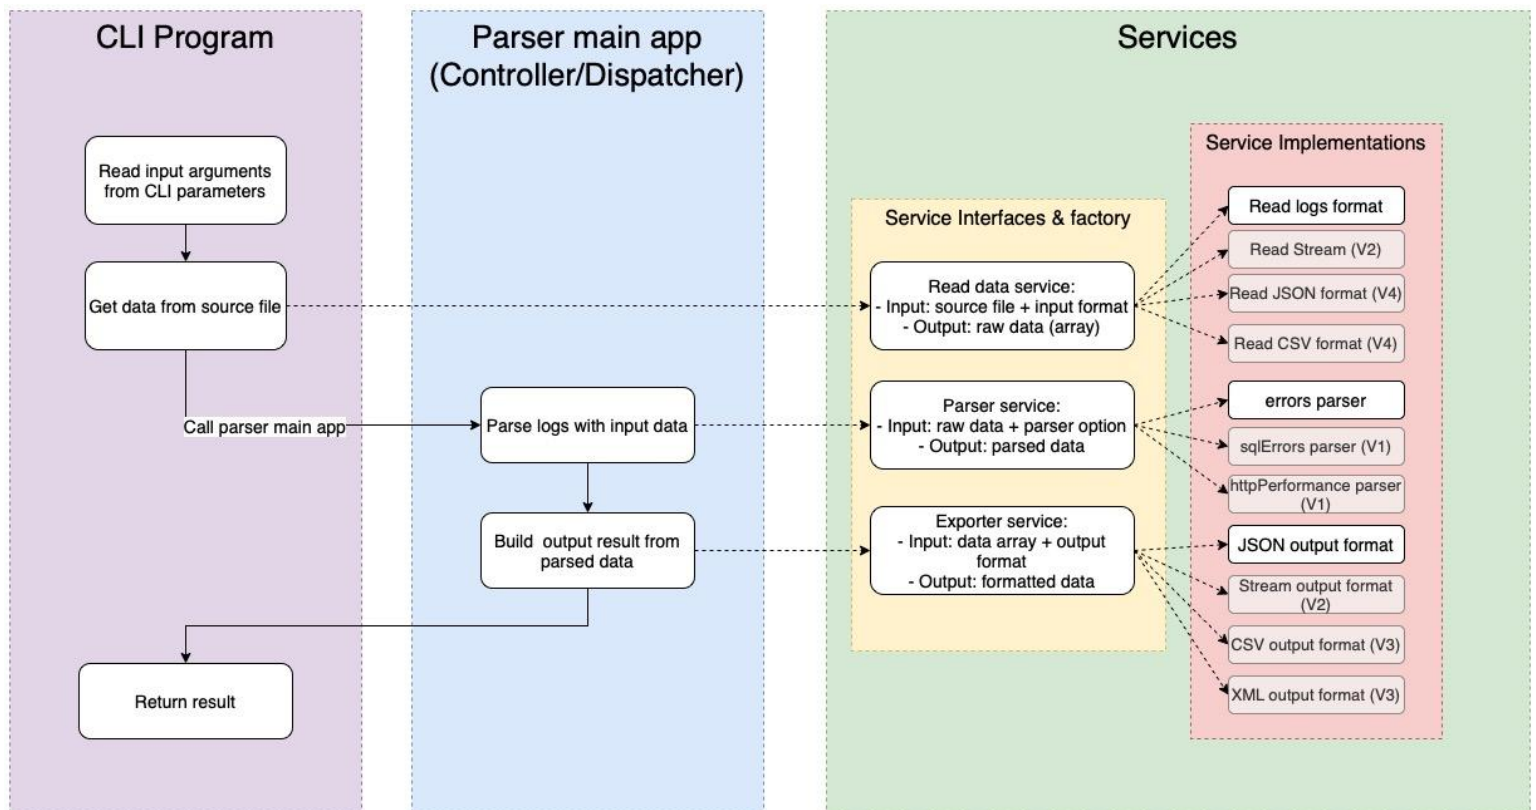 CLI Program
Read input arguments
from CLI parameters
Get data from source file
Call parser main app
Return result
Parser main app
(Controller/Dispatcher)
Parse logs with input data
Build output result from
parsed data
Services
Service Interfaces & factory
Read data service:
- Input: source file + input format
- Output: raw data (array)
Parser service:
- Input: raw data + parser option
- Output: parsed data
Exporter service:
- Input: data array + output
format
- Output: formatted data
Service Implementations
Read logs format
Read Stream (V2)
Read JSON format (V4)
Read CSV format (V4)
errors parser
sqlErrors parser (V1)
httpPerformance parser
(V1)
JSON output format
Stream output format
(V2)
CSV output format (V3)
XML output format (V3)